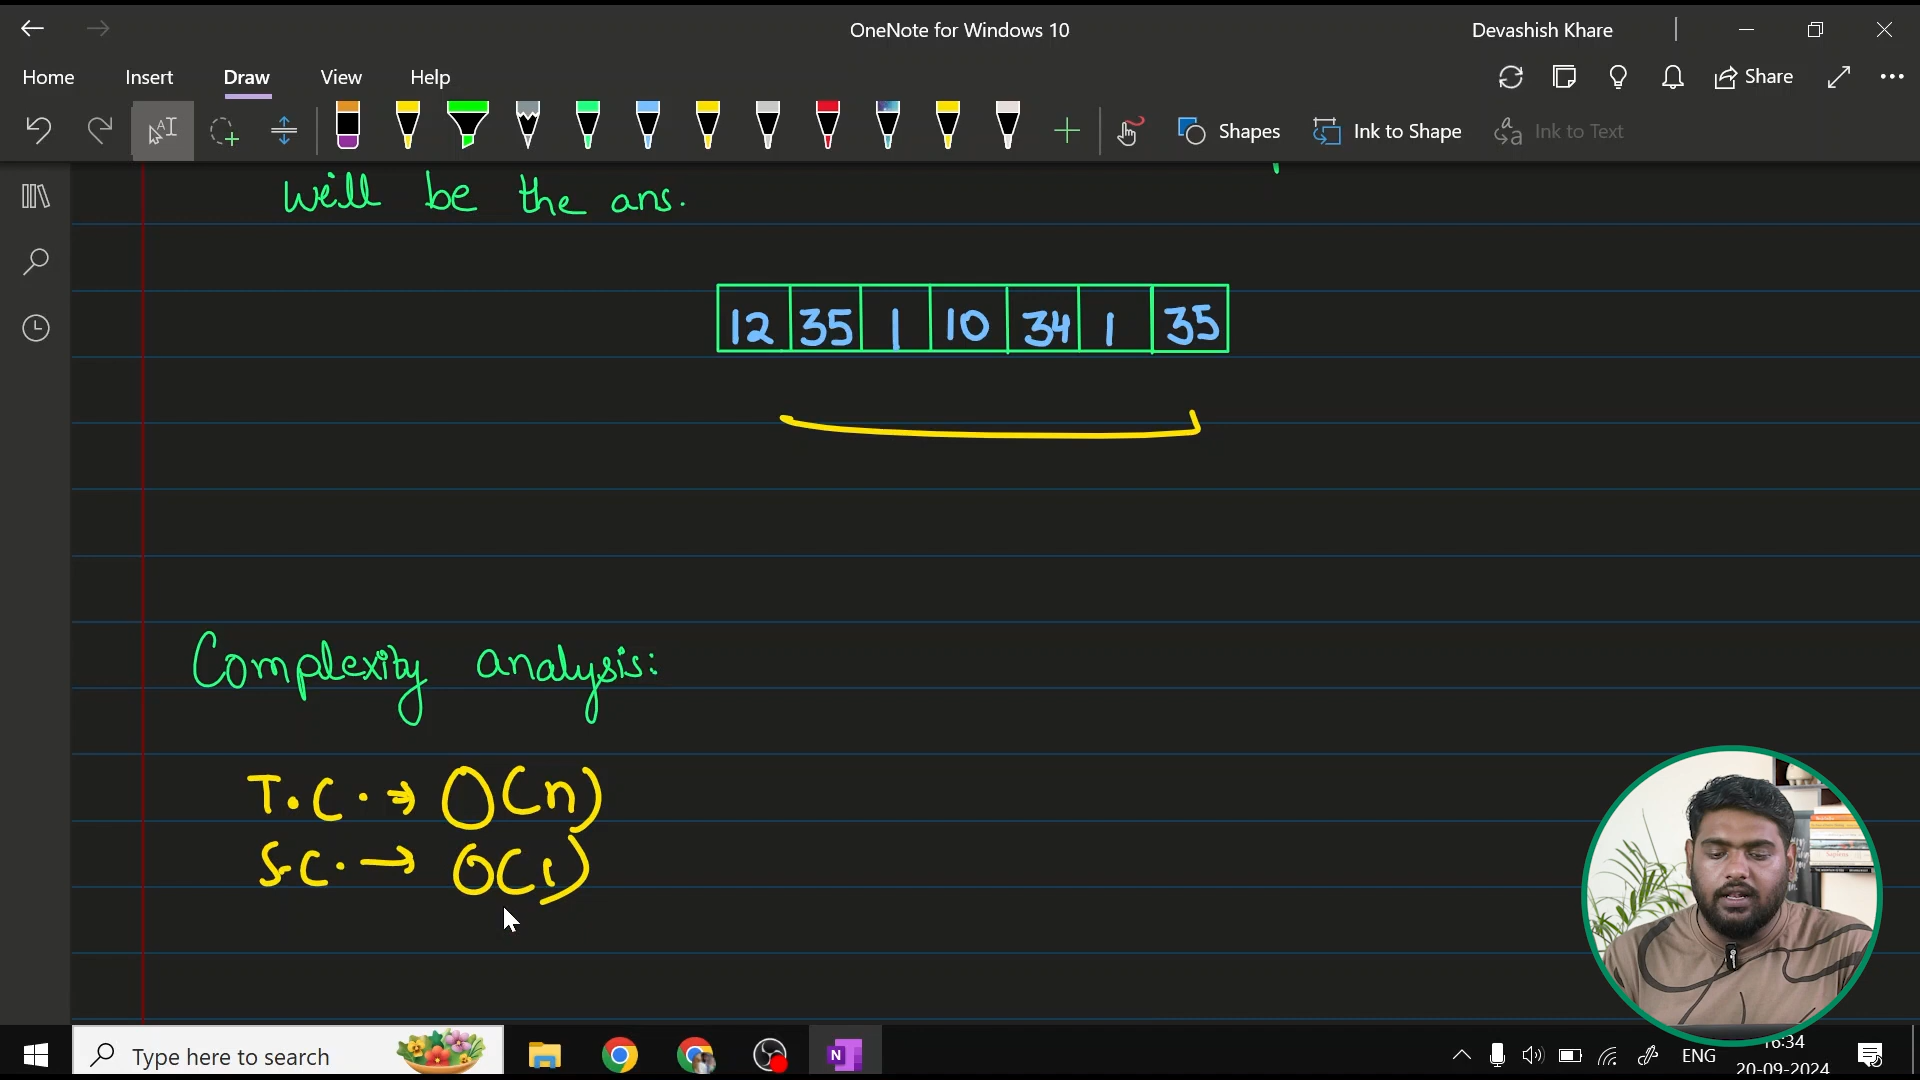 OneNote for Windows 10
Devashish Khare
Home Insert Draw View Help
Share
Shapes Ink to Shape Ink to Text
will be the ans.
12 35 1 10 34 1 35
Complexity analysis:
T.C. → O(n)
S.C. → O(1)
Type here to search
ENG
16:34
20-09-2024